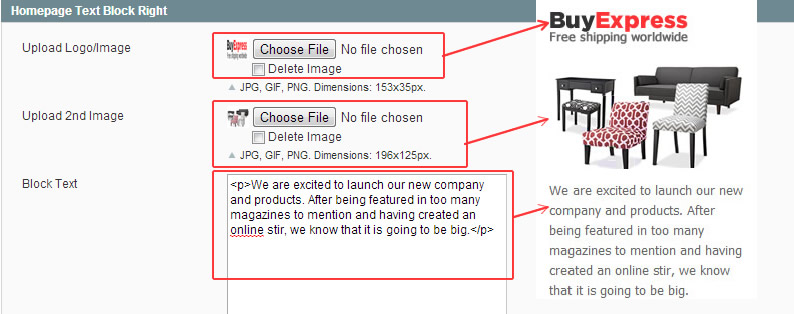 Homepage Text Block Right
Upload Logo/Image
BuyExpress
Free shipping worldwide
Choose File No file chosen
Delete Image
▲ JPG, GIF, PNG. Dimensions: 153x35px.
Upload 2nd Image
Choose File No file chosen
Delete Image
▲ JPG, GIF, PNG. Dimensions: 196x125px.
Block Text
<p>We are excited to launch our new company
and products. After being featured in too many
magazines to mention and having created an
online stir, we know that it is going to be big.</p>
BuyExpress
Free shipping worldwide
We are excited to launch our new
company and products. After
being featured in too many
magazines to mention and having
created an online stir, we know
that it is going to be big.